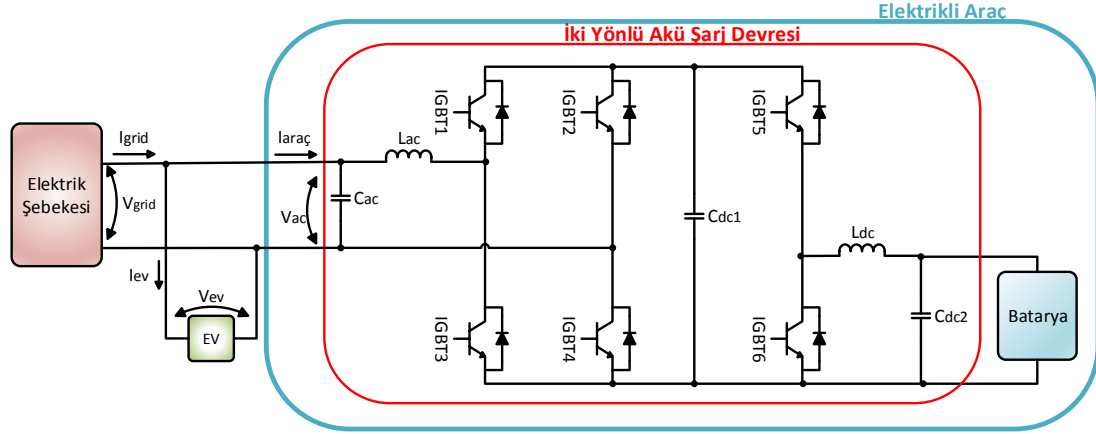 Elektrikli Araç
İki Yönlü Akü Şarj Devresi
IGBT1
IGBT2
IGBT5
Igrid
Iaraç
Lac
Elektrik
Şebekesi
Vgrid
Vac
Cac
Cdc1
Ldc
Iev
Vev
EV
IGBT3
IGBT4
IGBT6
Cdc2
Batarya